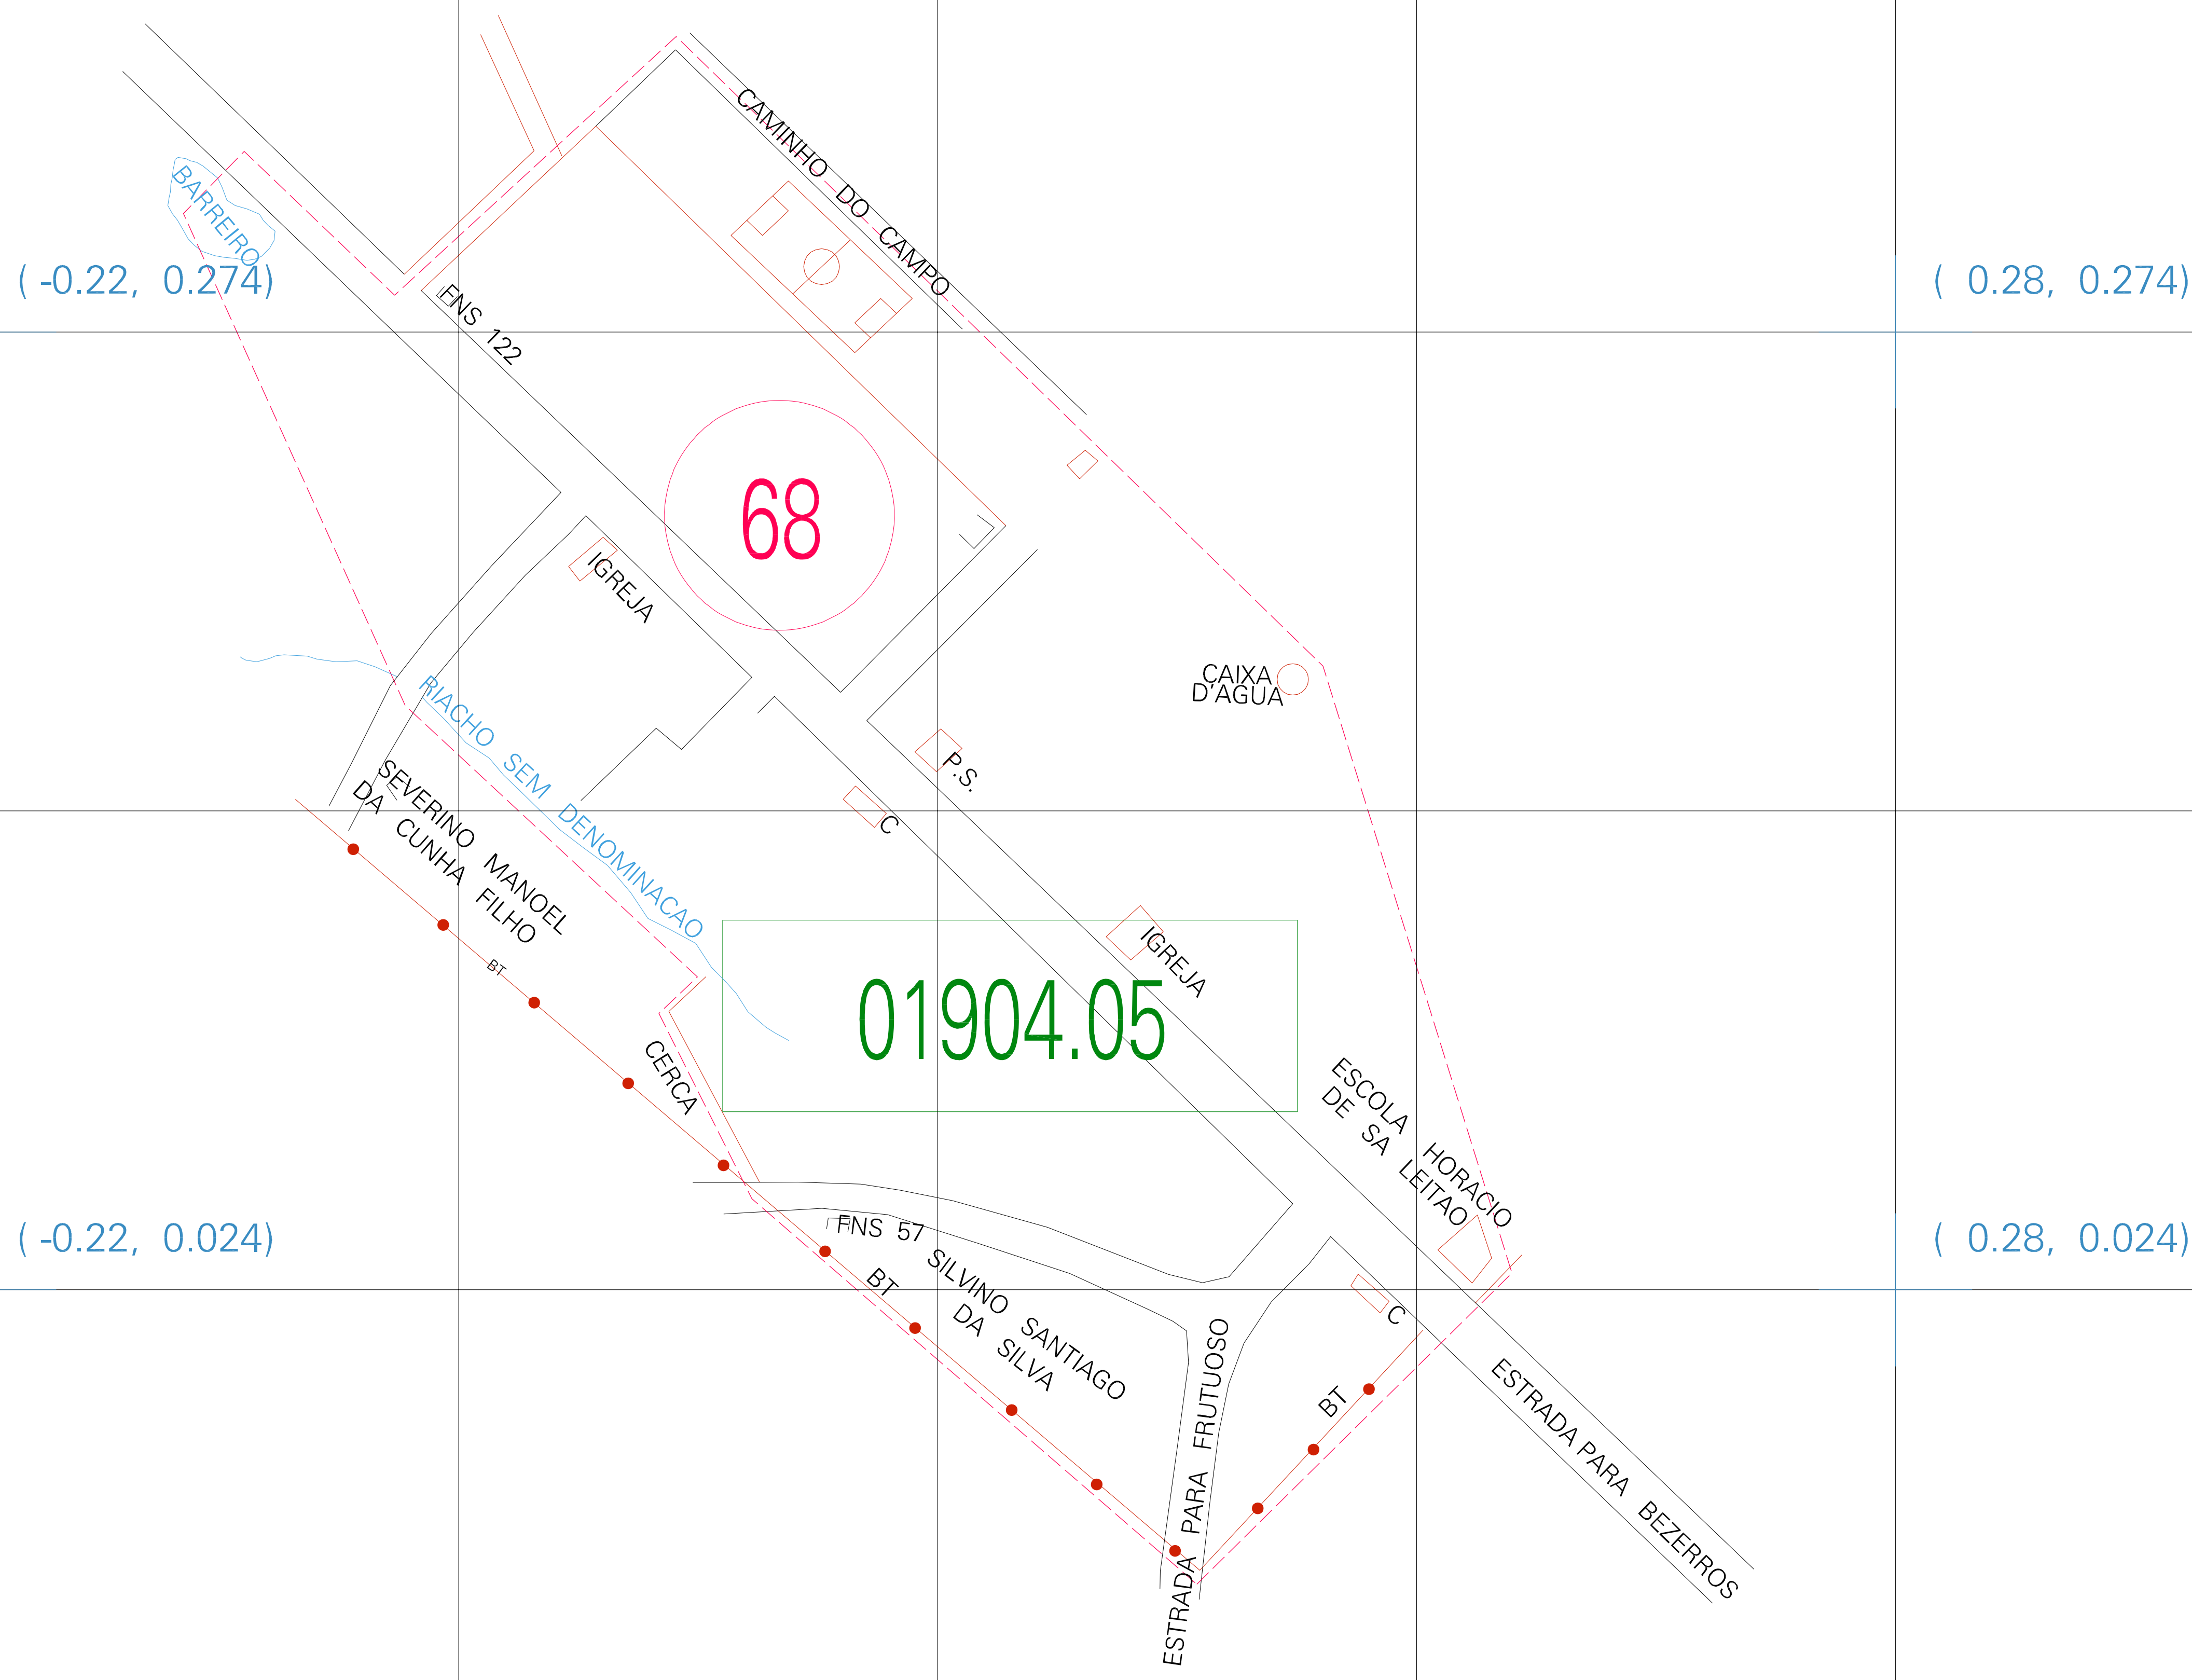 CAMINHO DO CAMPO
BARREIRO
( -0.22, 0.274)
( 0.28, 0.274)
FNS 122
68
IGREJA
CAIXA
D'AGUA
RIACHO SEM DENOMINACAO
P.S.
SEVERINO MANOEL
DA CUNHA FILHO
C
BT
IGREJA
01904.05
CERCA
ESCOLA HORACIO
DE SA LEITAO
( -0.22, 0.024)
( 0.28, 0.024)
FNS 57
SILVINO SANTIAGO
DA SILVA
BT
C
ESTRADA PARA FRUTUOSO
BT
ESTRADA PARA BEZERROS